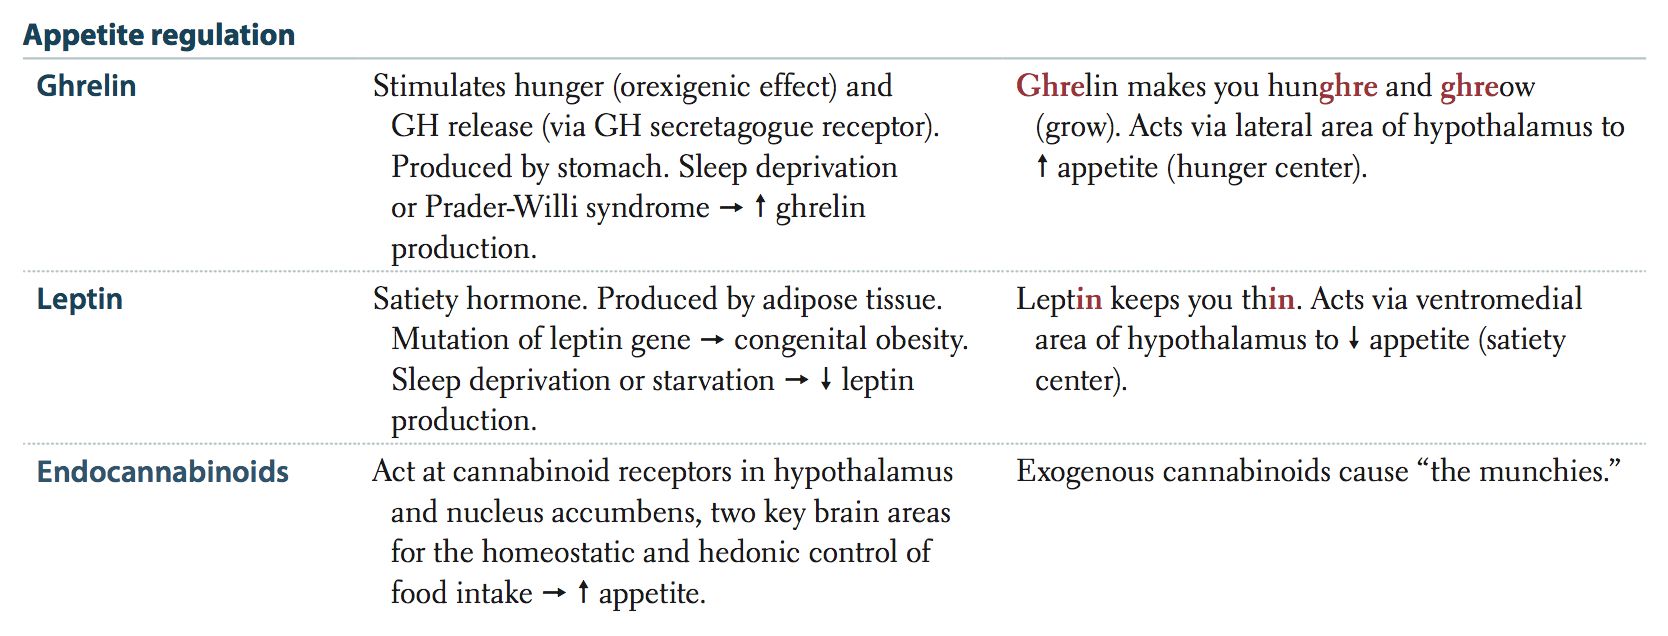 Appetite regulation
Ghrelin
Stimulates hunger (orexigenic effect) and
GH release (via GH secretagogue receptor).
Produced by stomach. Sleep deprivation
or Prader-Willi syndrome → ↑ ghrelin
production.
Ghrelin makes you hunghre and ghreow
(grow). Acts via lateral area of hypothalamus to
↑ appetite (hunger center).
Leptin
Satiety hormone. Produced by adipose tissue.
Mutation of leptin gene → congenital obesity.
Sleep deprivation or starvation → ↓ leptin
production.
Leptin keeps you thin. Acts via ventromedial
area of hypothalamus to ↓ appetite (satiety
center).
Endocannabinoids
Act at cannabinoid receptors in hypothalamus
and nucleus accumbens, two key brain areas
for the homeostatic and hedonic control of
food intake → ↑ appetite.
Exogenous cannabinoids cause “the munchies.”